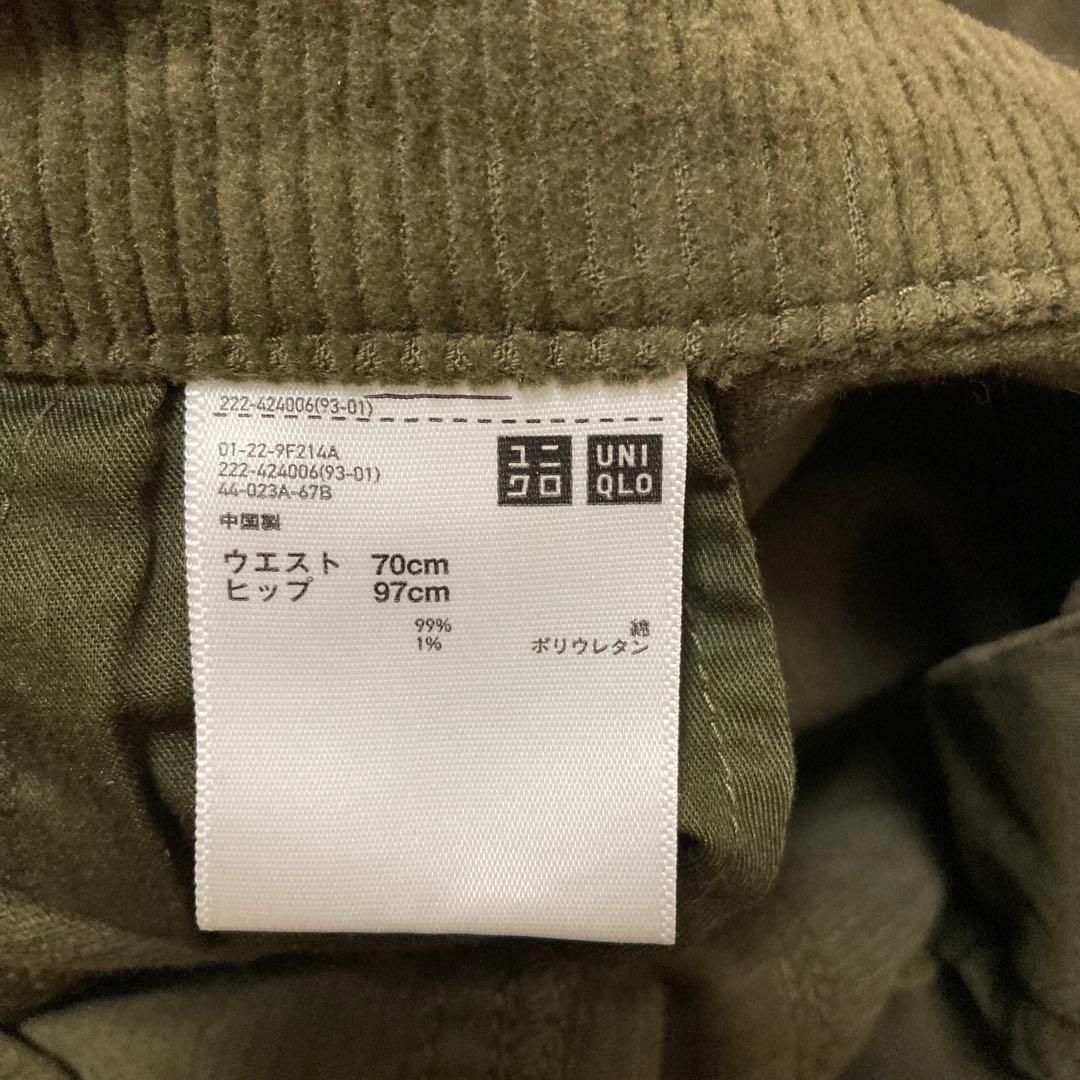 222-424006(93-01)
01-22-9F214A
222-424006(93-01)
44-023A-67B
ユニ
クロ
UNI
QLO
中国製
ウエスト 70cm
ヒップ 97cm
99% 綿
1% ポリウレタン